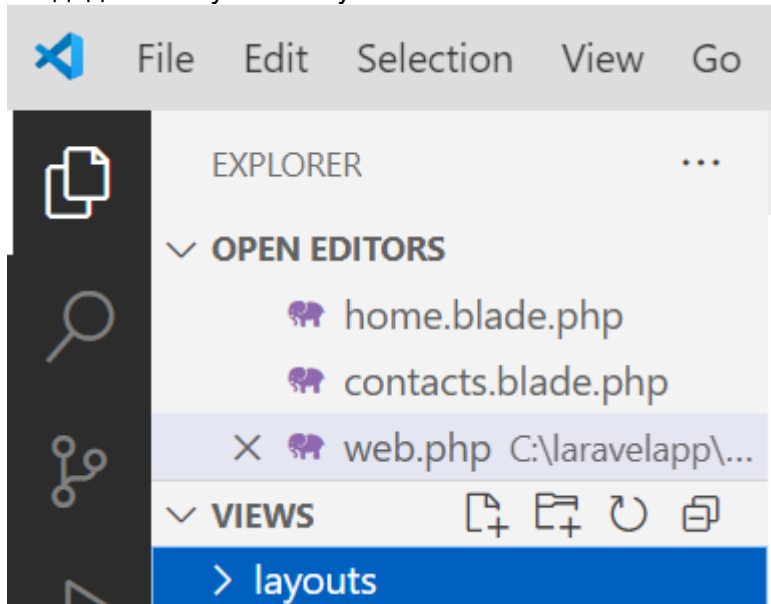 File Edit Selection View Go
EXPLORER ...
OPEN EDITORS
home.blade.php
contacts.blade.php
web.php C:\laravelapp\...
VIEWS
layouts